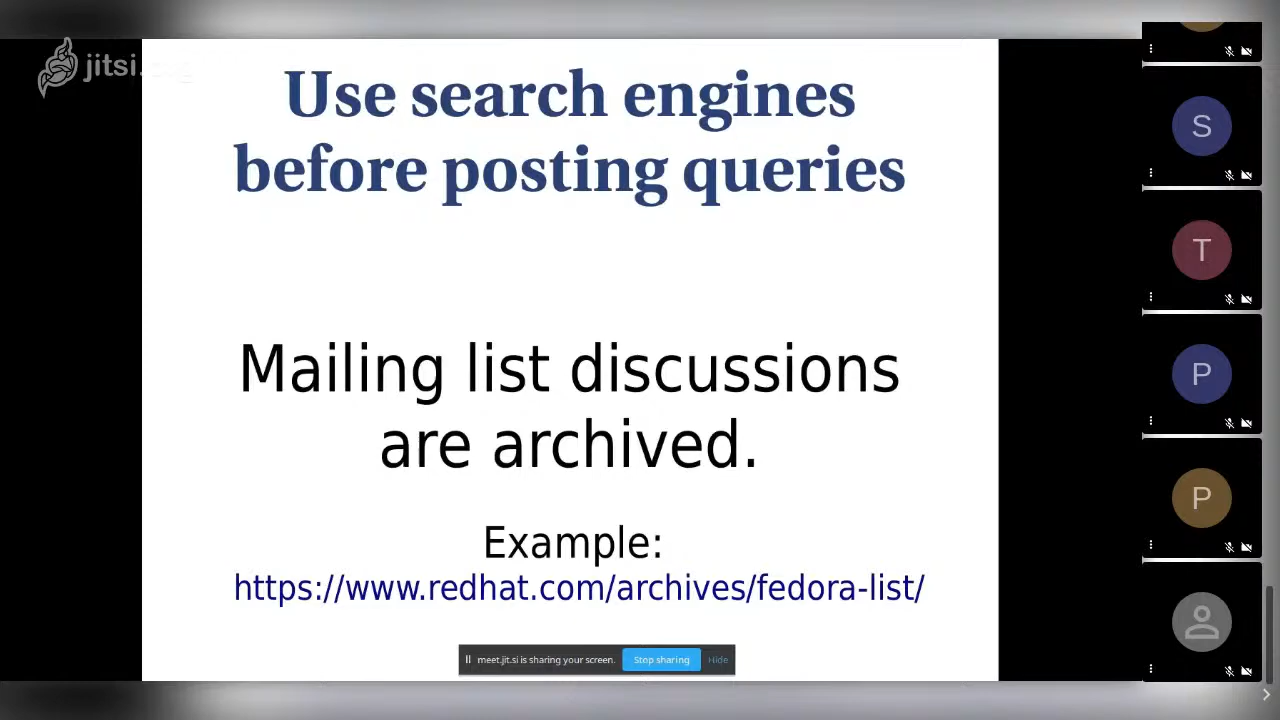 jitsi.org
Use search engines
before posting queries
Mailing list discussions
are archived.
Example:
https://www.redhat.com/archives/fedora-list/
meet.jit.si is sharing your screen.
Stop sharing
Hide
S
T
P
P